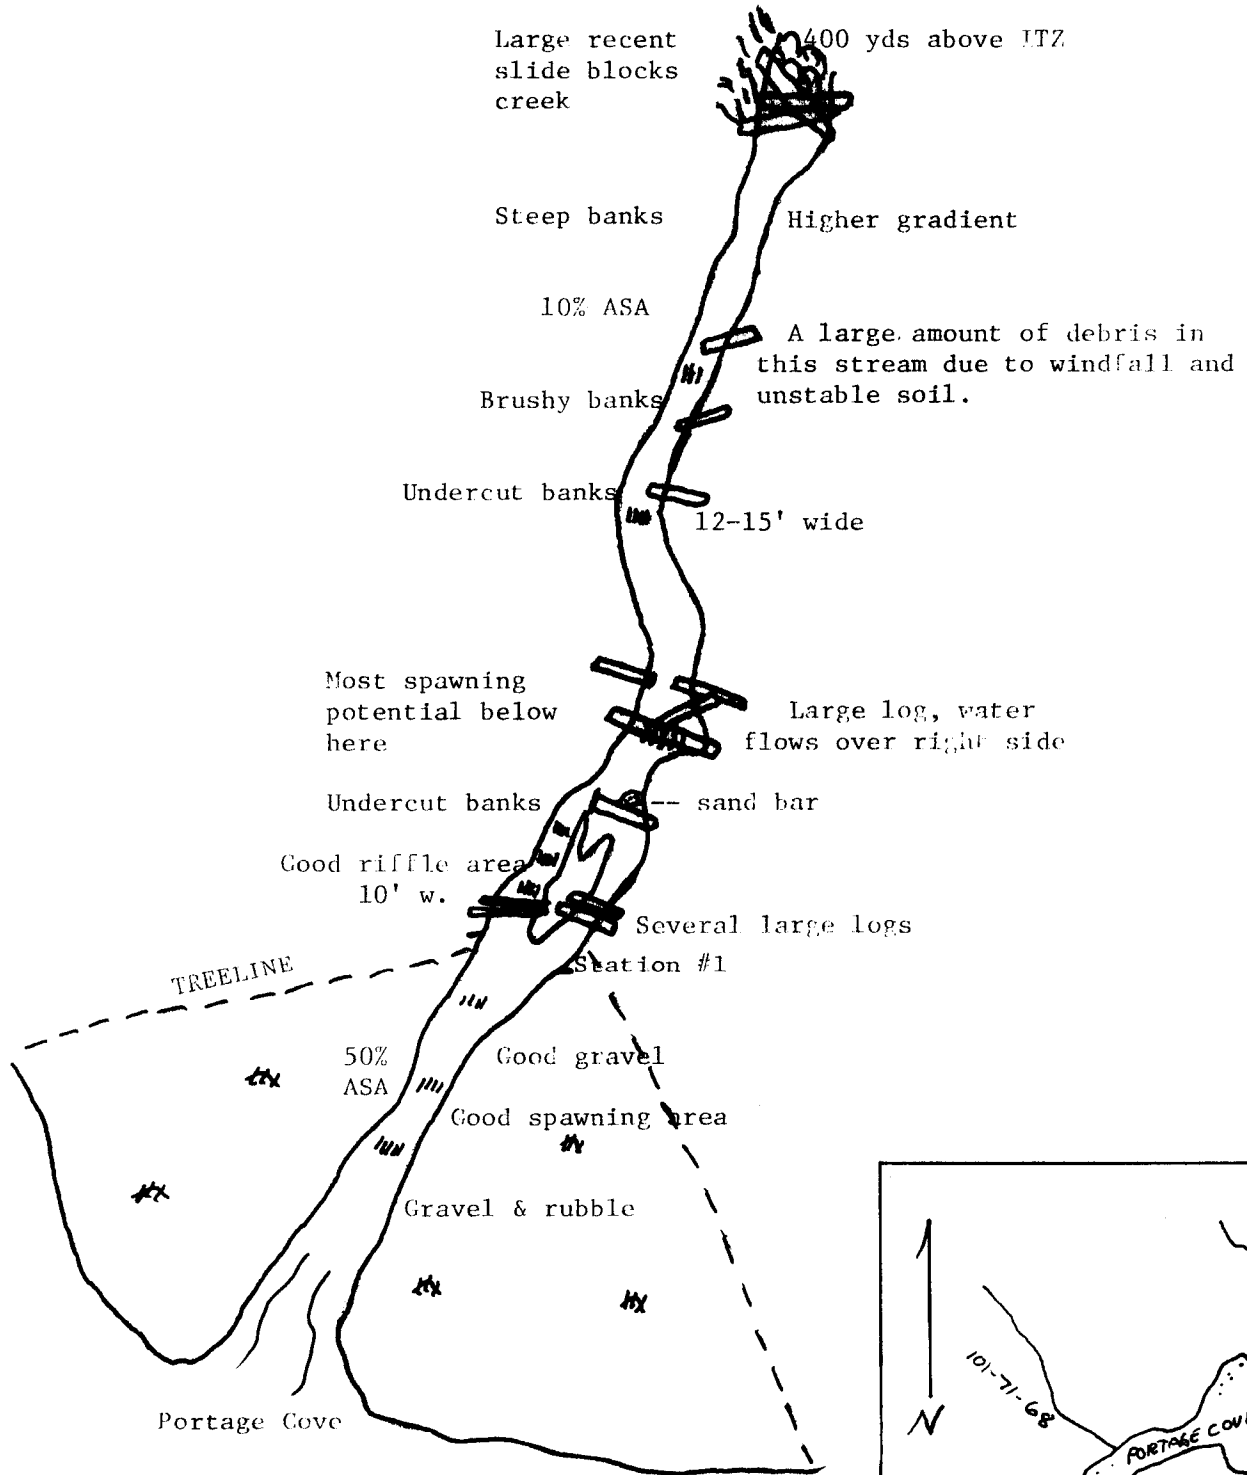 Large recent
slide blocks
creek
400 yds above ITZ
Steep banks
Higher gradient
10% ASA
A large amount of debris in
this stream due to windfall and
unstable soil.
Brushy banks
Undercut banks
12-15' wide
Most spawning
potential below
here
Large log, water
flows over right side
Undercut banks
-- sand bar
Good riffle area
10' w.
Several large logs
Station #1
TREELINE
50%
ASA
Good gravel
Good spawning area
Gravel & rubble
Portage Cove
N
101-71-68
PORTAGE COV